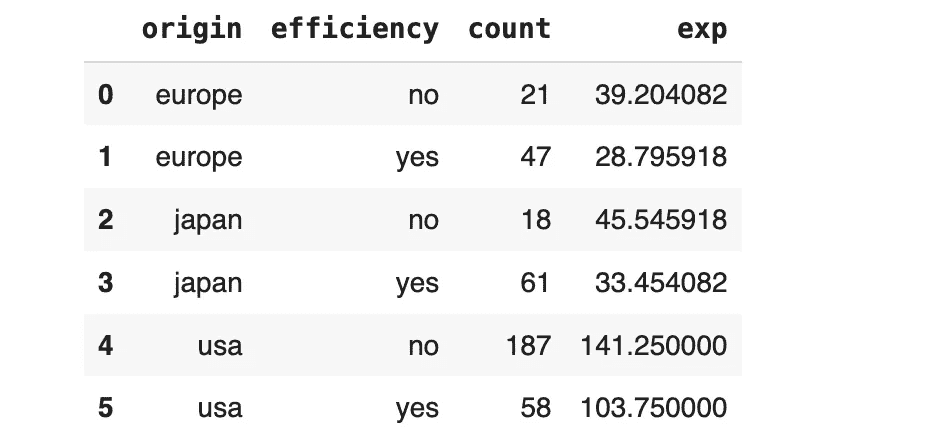 origin efficiency count exp
0 europe no 21 39.204082
1 europe yes 47 28.795918
2 japan no 18 45.545918
3 japan yes 61 33.454082
4 usa no 187 141.250000
5 usa yes 58 103.750000